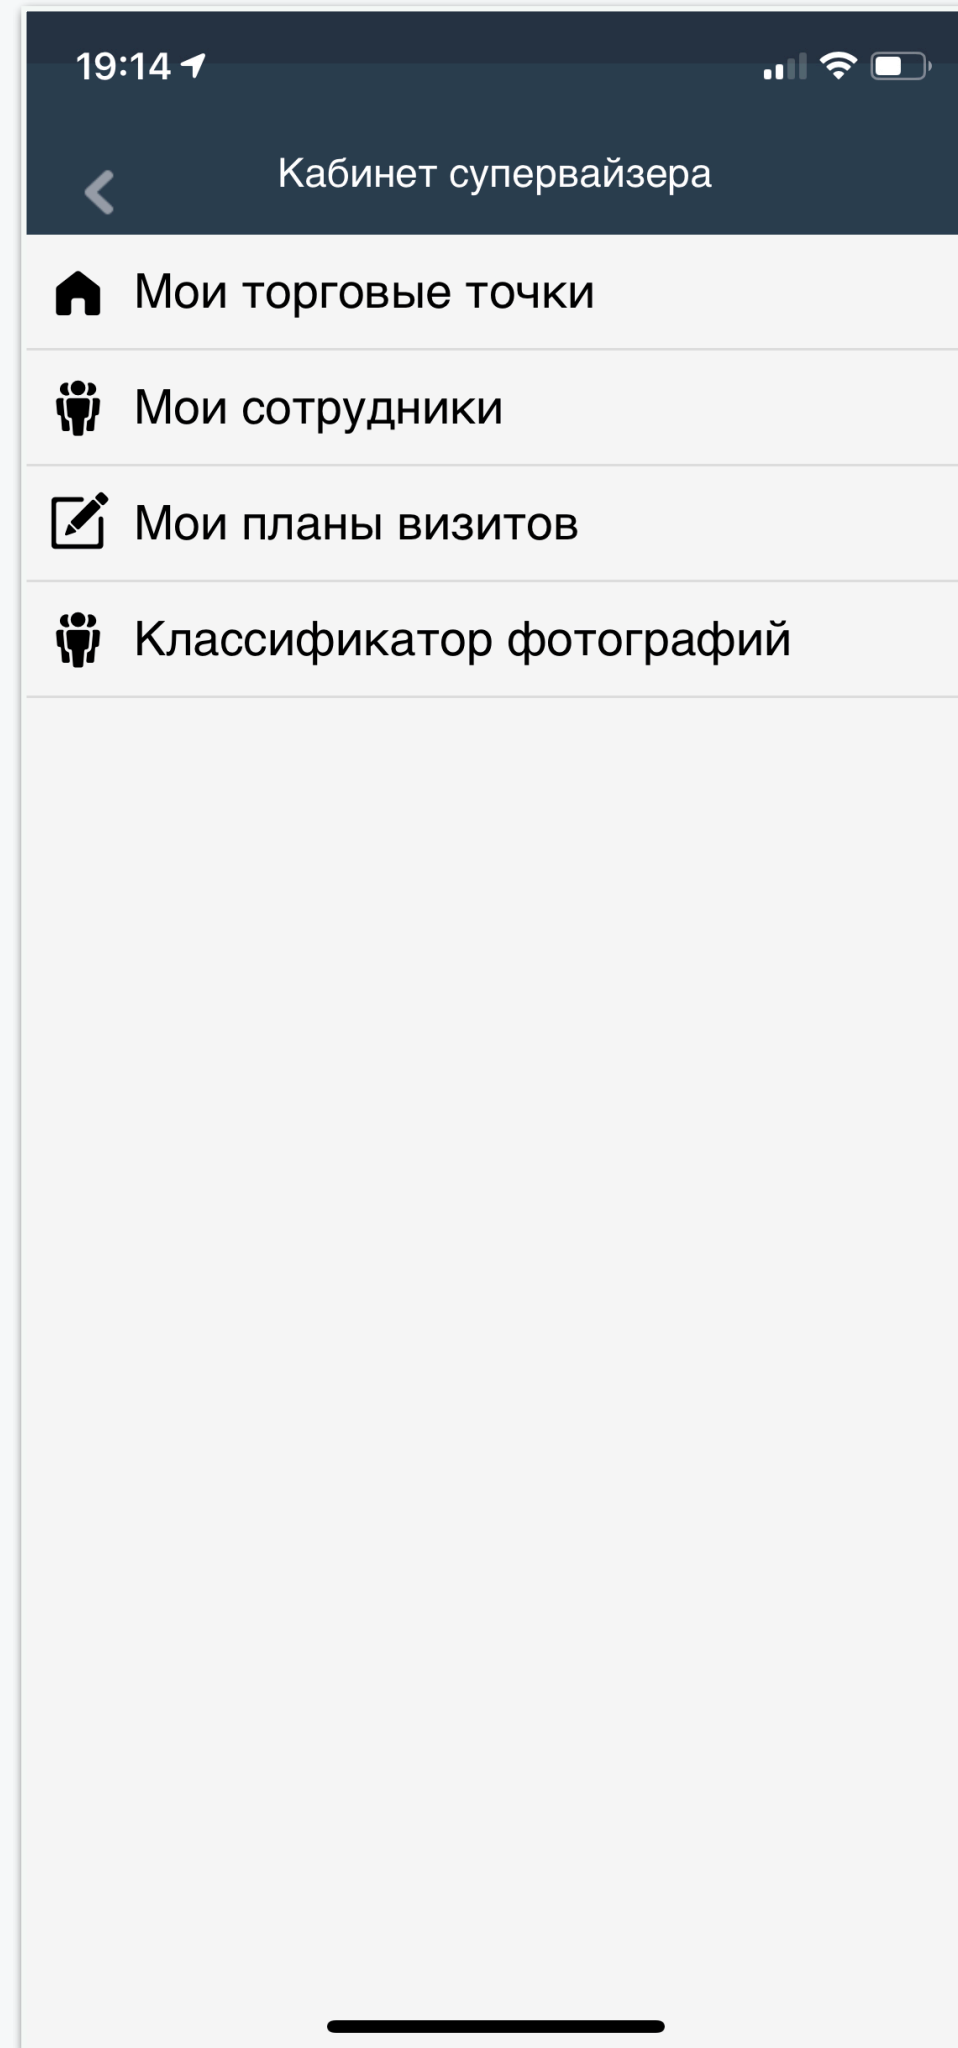 19:14
Кабинет супервайзера
Мои торговые точки
Мои сотрудники
Мои планы визитов
Классификатор фотографий